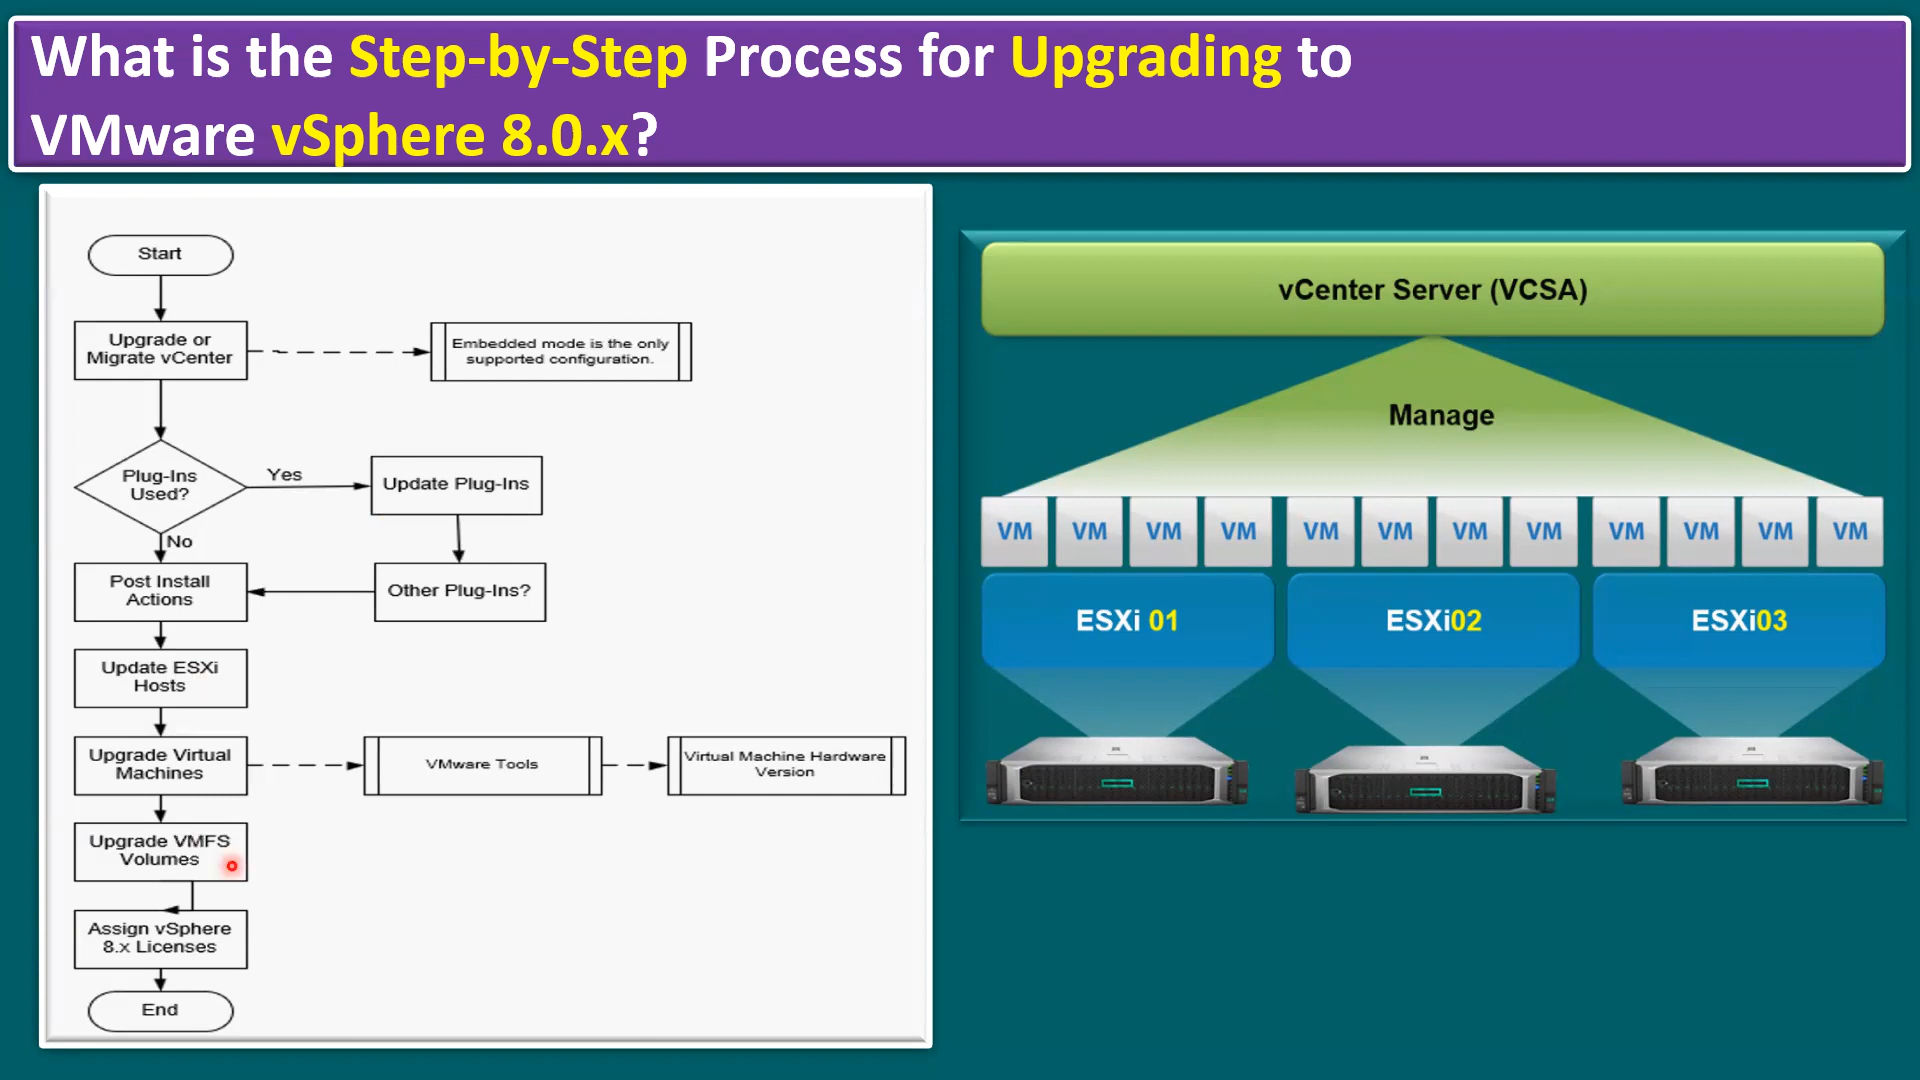 What is the Step-by-Step Process for Upgrading to
VMware vSphere 8.0.x?
Start
Upgrade or
Migrate vCenter
Embedded mode is the only
supported configuration.
Plug-Ins
Used?
Yes
Update Plug-Ins
No
Post Install
Actions
Other Plug-Ins?
Update ESXi
Hosts
Upgrade Virtual
Machines
VMware Tools
Virtual Machine Hardware
Version
Upgrade VMFS
Volumes
Assign vSphere
8.x Licenses
End
vCenter Server (VCSA)
Manage
VM VM VM VM VM VM VM VM VM VM VM VM
ESXi 01 ESXi02 ESXi03